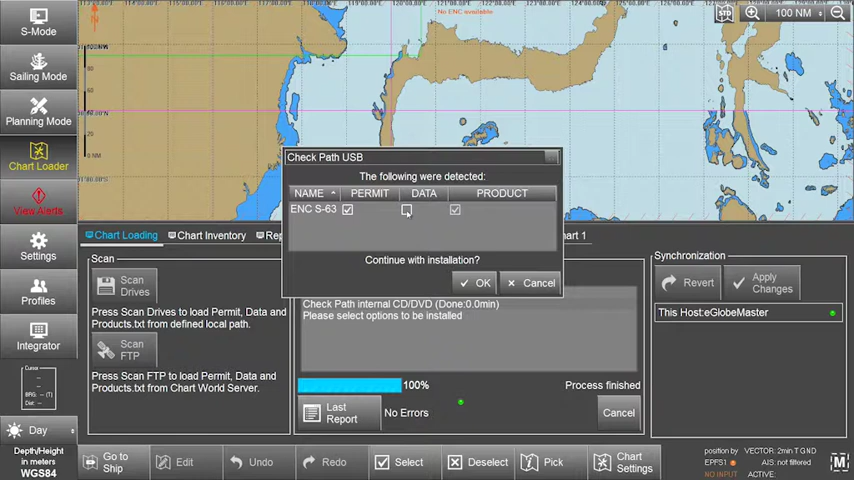 S-Mode
Sailing Mode
Planning Mode
Chart Loader
View Alerts
Settings
Profiles
Integrator
Cursor
BRG: --- (T)
Dist: ---
Day
Depth/Height
in meters
WGS84
No ENC available
STD
100 NM
Check Path USB
The following were detected:
NAME PERMIT DATA PRODUCT
ENC S-63
Continue with installation?
OK Cancel
Chart Loading Chart Inventory
Scan
Scan
Drives
Press Scan Drives to load Permit, Data and
Products.txt from defined local path.
Scan
FTP
Press Scan FTP to load Permit, Data and
Products.txt from Chart World Server.
Check Path internal CD/DVD (Done:0.0min)
Please select options to be installed
100% Process finished
Last
Report
No Errors
Cancel
Synchronization
Revert
Apply
Changes
This Host:eGlobeMaster
Go to
Ship
Edit
Undo
Redo
Select
Deselect
Pick
Chart
Settings
position by VECTOR: 2min T GND
EPFS1 AIS: not filtered
NO INPUT ACTIVE:
M